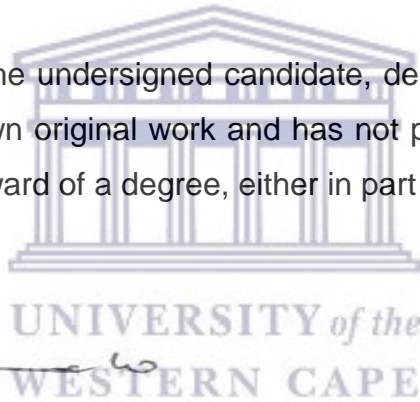 ne undersigned candidate, de
wn original work and has not p
ward of a degree, either in part
UNIVERSITY of the
WESTERN CAPE